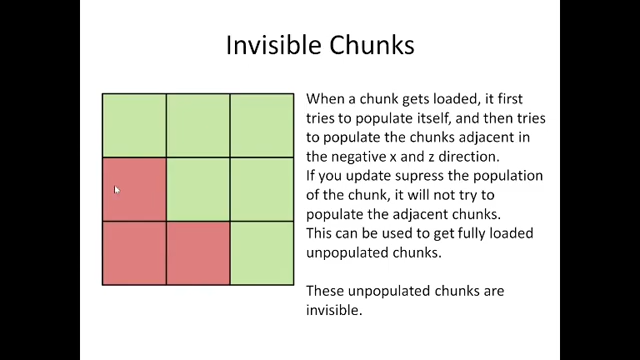 Invisible Chunks
When a chunk gets loaded, it first
tries to populate itself, and then tries
to populate the chunks adjacent in
the negative x and z direction.
If you update supress the population
of the chunk, it will not try to
populate the adjacent chunks.
This can be used to get fully loaded
unpopulated chunks.
These unpopulated chunks are
invisible.